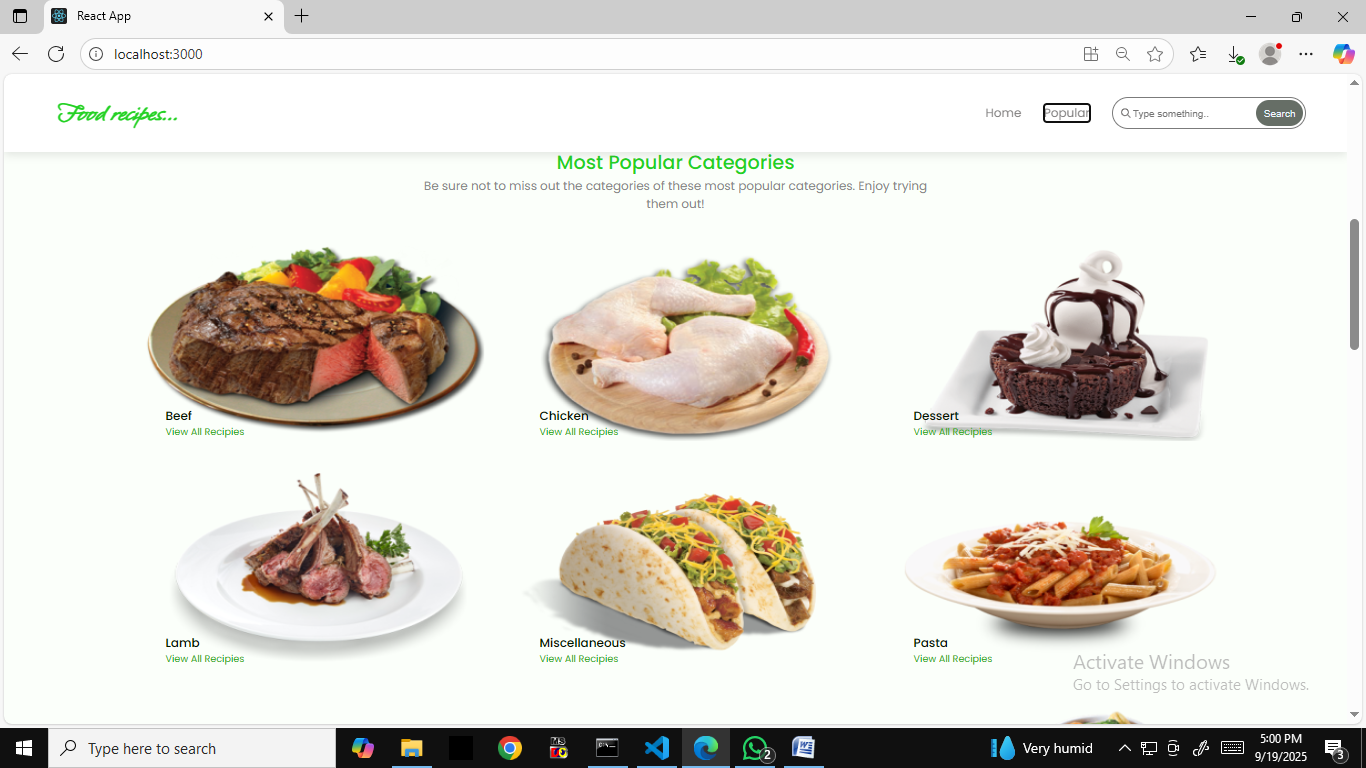 React App
localhost:3000
Food recipes...
Home
Popular
Type something..
Search
Most Popular Categories
Be sure not to miss out the categories of these most popular categories. Enjoy trying
them out!
Beef
View All Recipies
Chicken
View All Recipies
Dessert
View All Recipies
Lamb
View All Recipies
Miscellaneous
View All Recipies
Pasta
View All Recipies
Activate Windows
Go to Settings to activate Windows.
Type here to search
2
Very humid
5:00 PM
9/19/2025
3